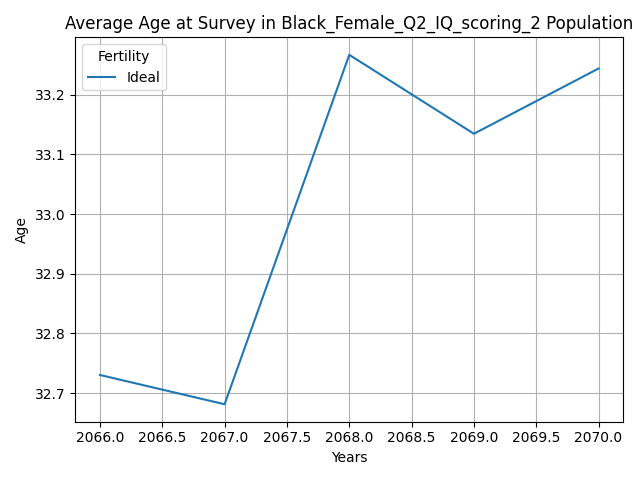 Average Age at Survey in Black_Female_Q2_IQ_scoring_2 Population
Fertility
Ideal
33.2
33.1
33.0
32.9
32.8
32.7
Age
2066.0 2066.5 2067.0 2067.5 2068.0 2068.5 2069.0 2069.5 2070.0
Years